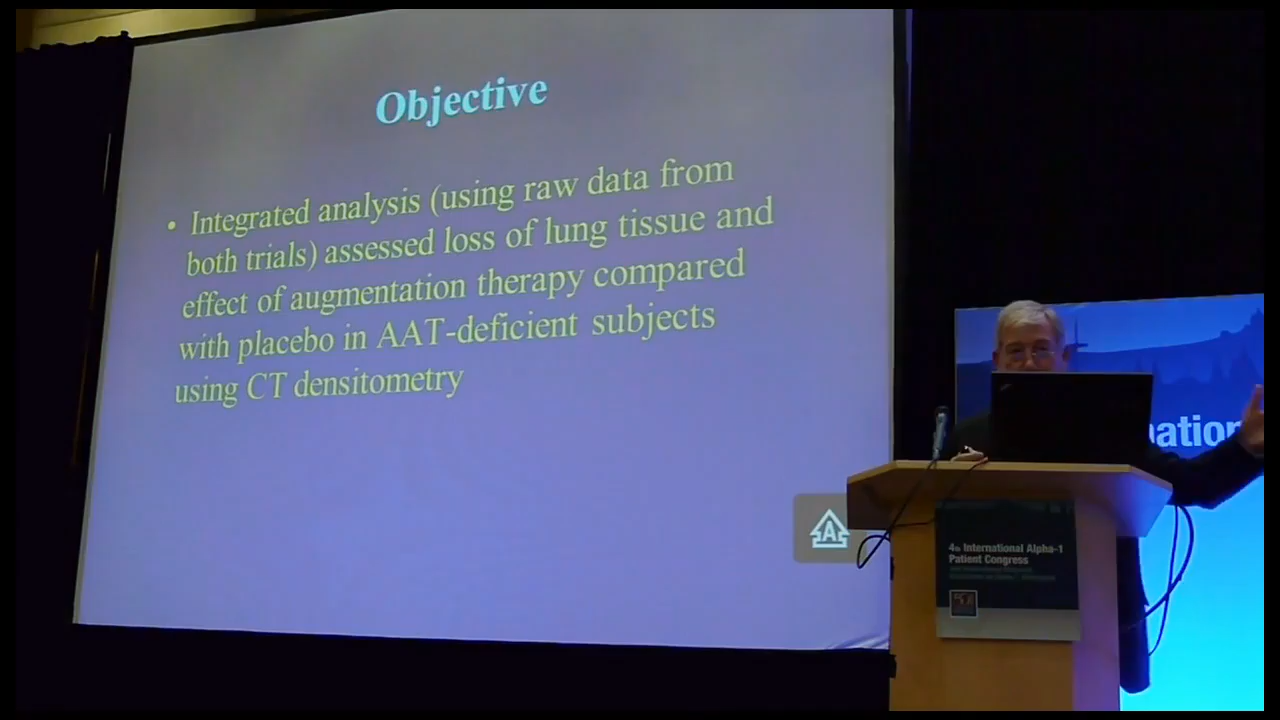 Objective
• Integrated analysis (using raw data from
both trials) assessed loss of lung tissue and
effect of augmentation therapy compared
with placebo in AAT-deficient subjects
using CT densitometry
A
nation
4th International Alpha-1
Patient Congress